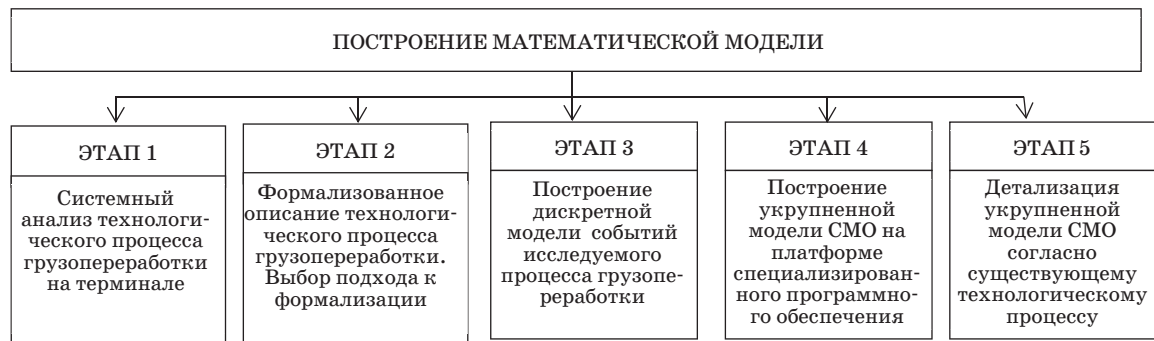 ПОСТРОЕНИЕ МАТЕМАТИЧЕСКОЙ МОДЕЛИ
ЭТАП 1
Системный
анализ технологи-
ческого процесса
грузопереработки
на терминале
ЭТАП 2
Формализованное
описание технологи-
ческого процесса
грузопереработки.
Выбор подхода к
формализации
ЭТАП 3
Построение
дискретной
модели событий
исследуемого
процесса грузопе-
реработки
ЭТАП 4
Построение
укрупненной
модели СМО на
платформе
специализирован-
ного программно-
го обеспечения
ЭТАП 5
Детализация
укрупненной
модели СМО
согласно
существующему
технологическому
процессу